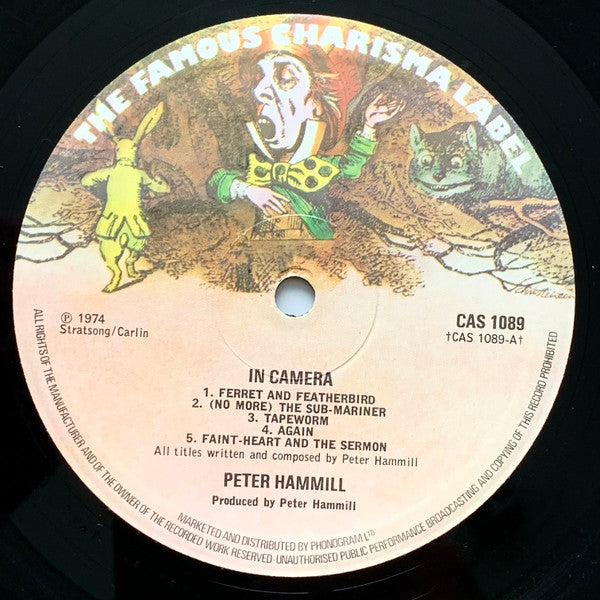 THE FAMOUS CHARISMA LABEL
℗ 1974
Stratsong/Carlin
CAS 1089
†CAS 1089-A†
IN CAMERA
1. FERRET AND FEATHERBIRD
2. (NO MORE) THE SUB-MARINER
3. TAPEWORM
4. AGAIN
5. FAINT-HEART AND THE SERMON
All titles written and composed by Peter Hammill
PETER HAMMILL
Produced by Peter Hammill
MARKETED AND DISTRIBUTED BY PHONOGRAM LTD
ALL RIGHTS OF THE MANUFACTURER AND OF THE OWNER OF THE RECORDED WORK RESERVED·UNAUTHORISED PUBLIC PERFORMANCE BROADCASTING AND COPYING OF THIS RECORD PROHIBITED